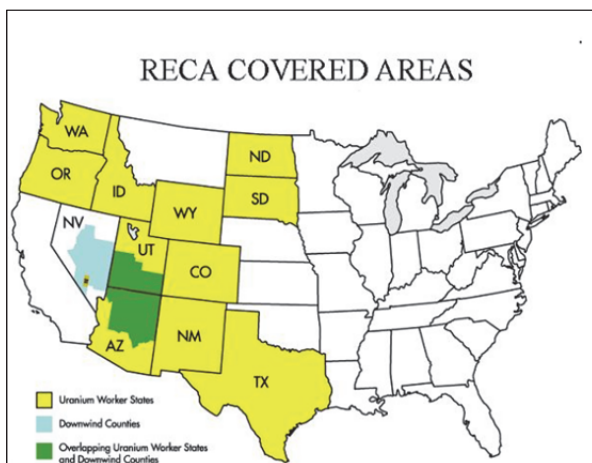 RECA COVERED AREAS
WA
ND
OR
ID
SD
WY
NV
UT
CO
AZ
NM
TX
Uranium Worker States
Downwind Counties
Overlapping Uranium Worker States
and Downwind Counties